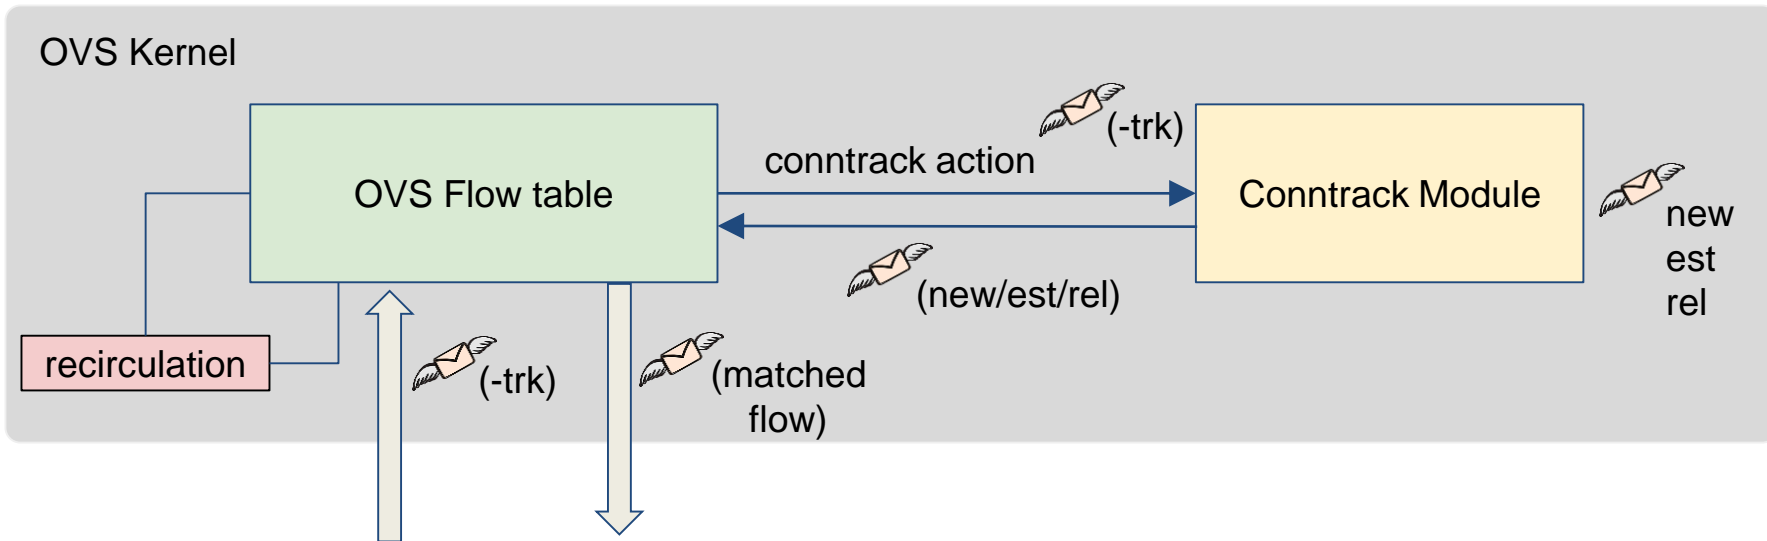 OVS Kernel
(-trk)
conntrack action
OVS Flow table
Conntrack Module
new
est
rel
(new/est/rel)
recirculation
(-trk)
(matched
flow)